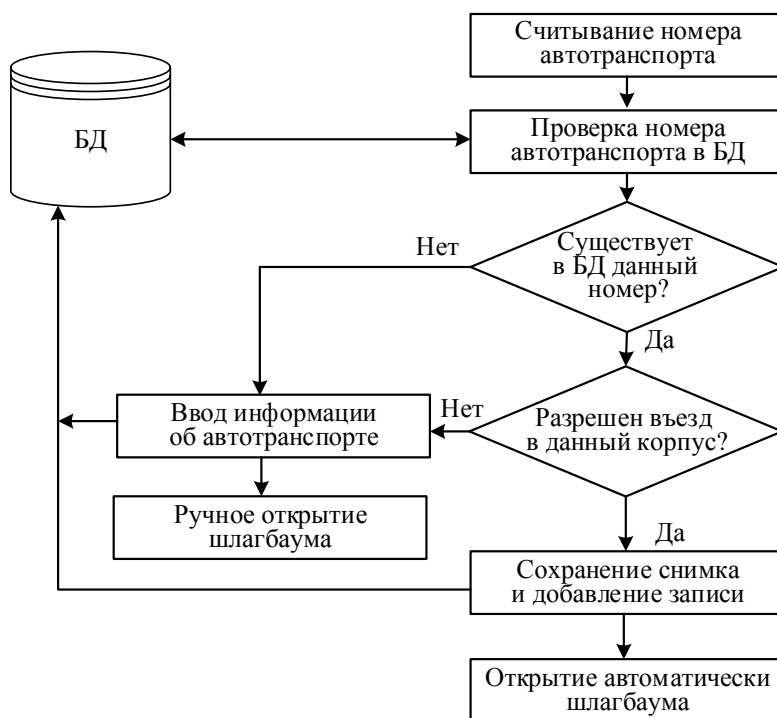 Считывание номера
автотранспорта
БД
Проверка номера
автотранспорта в БД
Нет
Существует
в БД данный
номер?
Да
Ввод информации
об автотранспорте
Нет
Разрешен въезд
в данный корпус?
Ручное открытие
шлагбаума
Да
Сохранение снимка
и добавление записи
Открытие автоматически
шлагбаума